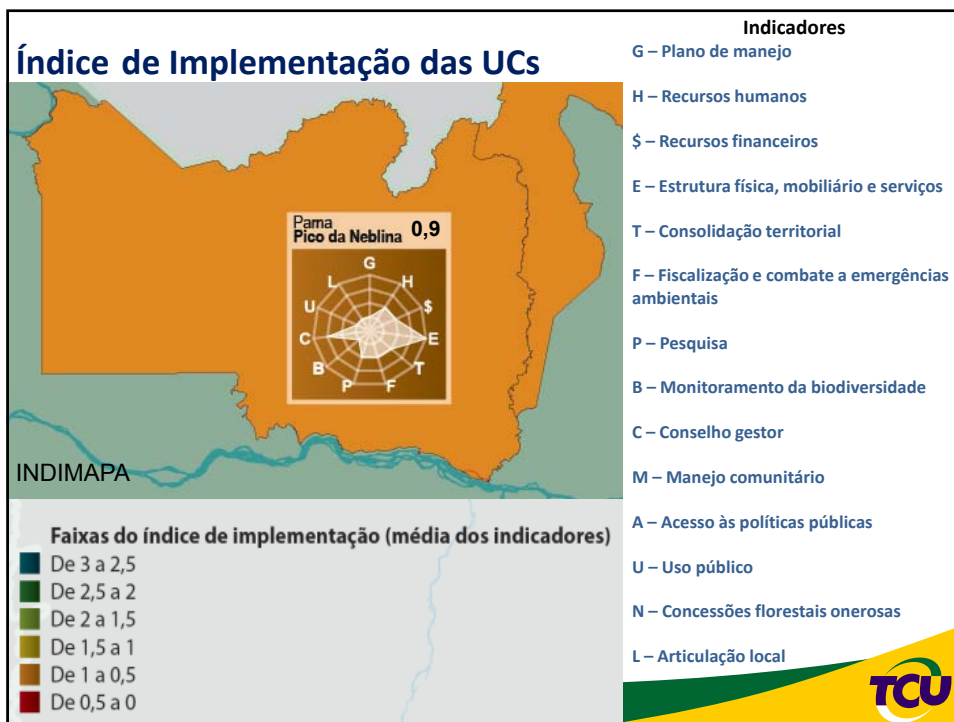 Índice de Implementação das UCs
Parna
Pico da Neblina 0,9
G
H
$
E
T
F
P
B
C
U
L
INDIMAPA
Faixas do índice de implementação (média dos indicadores)
De 3 a 2,5
De 2,5 a 2
De 2 a 1,5
De 1,5 a 1
De 1 a 0,5
De 0,5 a 0
Indicadores
G – Plano de manejo
H – Recursos humanos
$ – Recursos financeiros
E – Estrutura física, mobiliário e serviços
T – Consolidação territorial
F – Fiscalização e combate a emergências
ambientais
P – Pesquisa
B – Monitoramento da biodiversidade
C – Conselho gestor
M – Manejo comunitário
A – Acesso às políticas públicas
U – Uso público
N – Concessões florestais onerosas
L – Articulação local
TCU